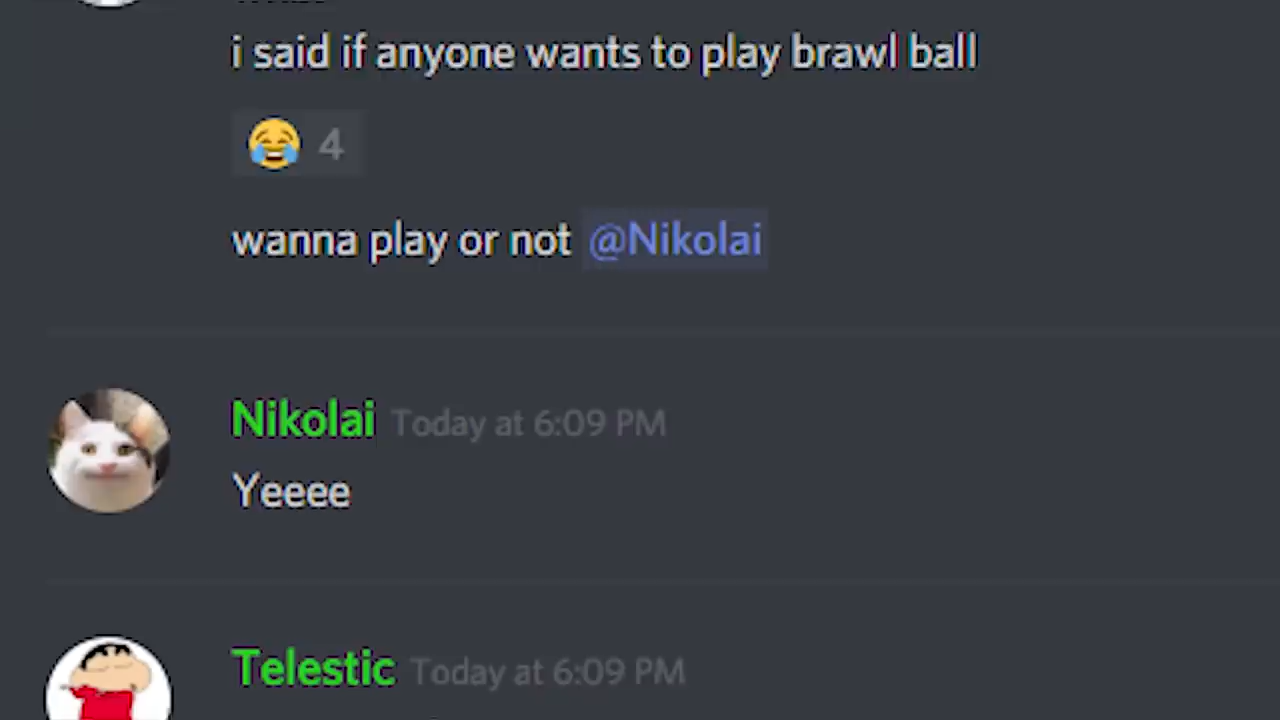 i said if anyone wants to play brawl ball
😂 4
wanna play or not @Nikolai
Nikolai Today at 6:09 PM
Yeeee
Telestic Today at 6:09 PM